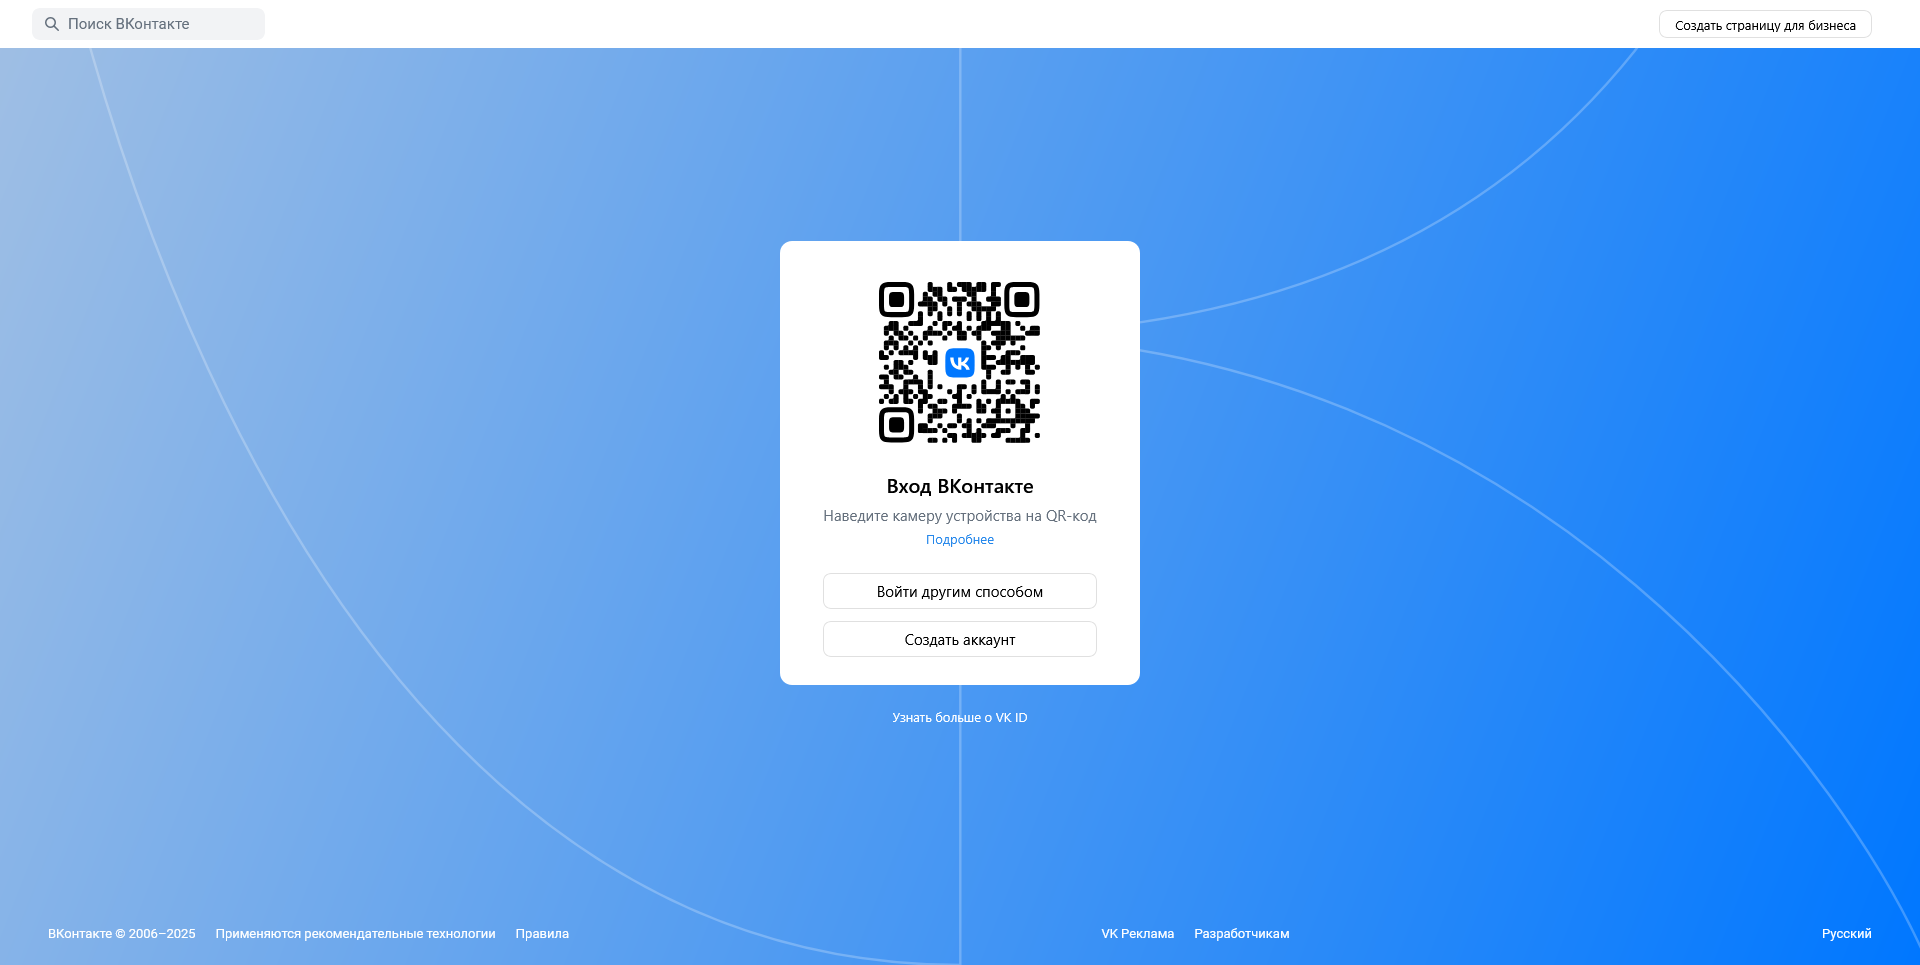 Поиск ВКонтакте
Создать страницу для бизнеса
VK
Вход ВКонтакте
Наведите камеру устройства на QR-код
Подробнее
Войти другим способом
Создать аккаунт
Узнать больше о VK ID
ВКонтакте © 2006–2025
Применяются рекомендательные технологии
Правила
VK Реклама
Разработчикам
Русский